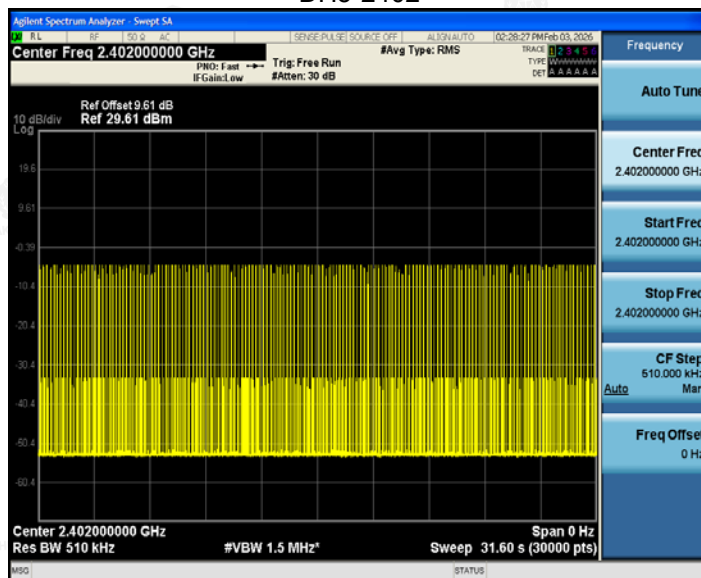 Agilent Spectrum Analyzer - Swept SA
RL RF 50 Ω AC SENSE:PULSE SOURCE OFF ALIGN AUTO 02:28:27 PM Feb 03, 2026
Center Freq 2.402000000 GHz #Avg Type: RMS TRACE 1 2 3 4 5 6
PNO: Fast Trig: Free Run TYPE
IFGain:Low #Atten: 30 dB DET A A A A A A
Ref Offset 9.61 dB
10 dB/div Ref 29.61 dBm
Log
19.6
9.61
-0.39
-10.4
-20.4
-30.4
-40.4
-50.4
-60.4
Center 2.402000000 GHz Span 0 Hz
Res BW 510 kHz #VBW 1.5 MHz* Sweep 31.60 s (30000 pts)
MSG STATUS
Frequency
Auto Tune
Center Freq
2.402000000 GHz
Start Freq
2.402000000 GHz
Stop Freq
2.402000000 GHz
CF Step
510.000 kHz
Auto Man
Freq Offset
0 Hz